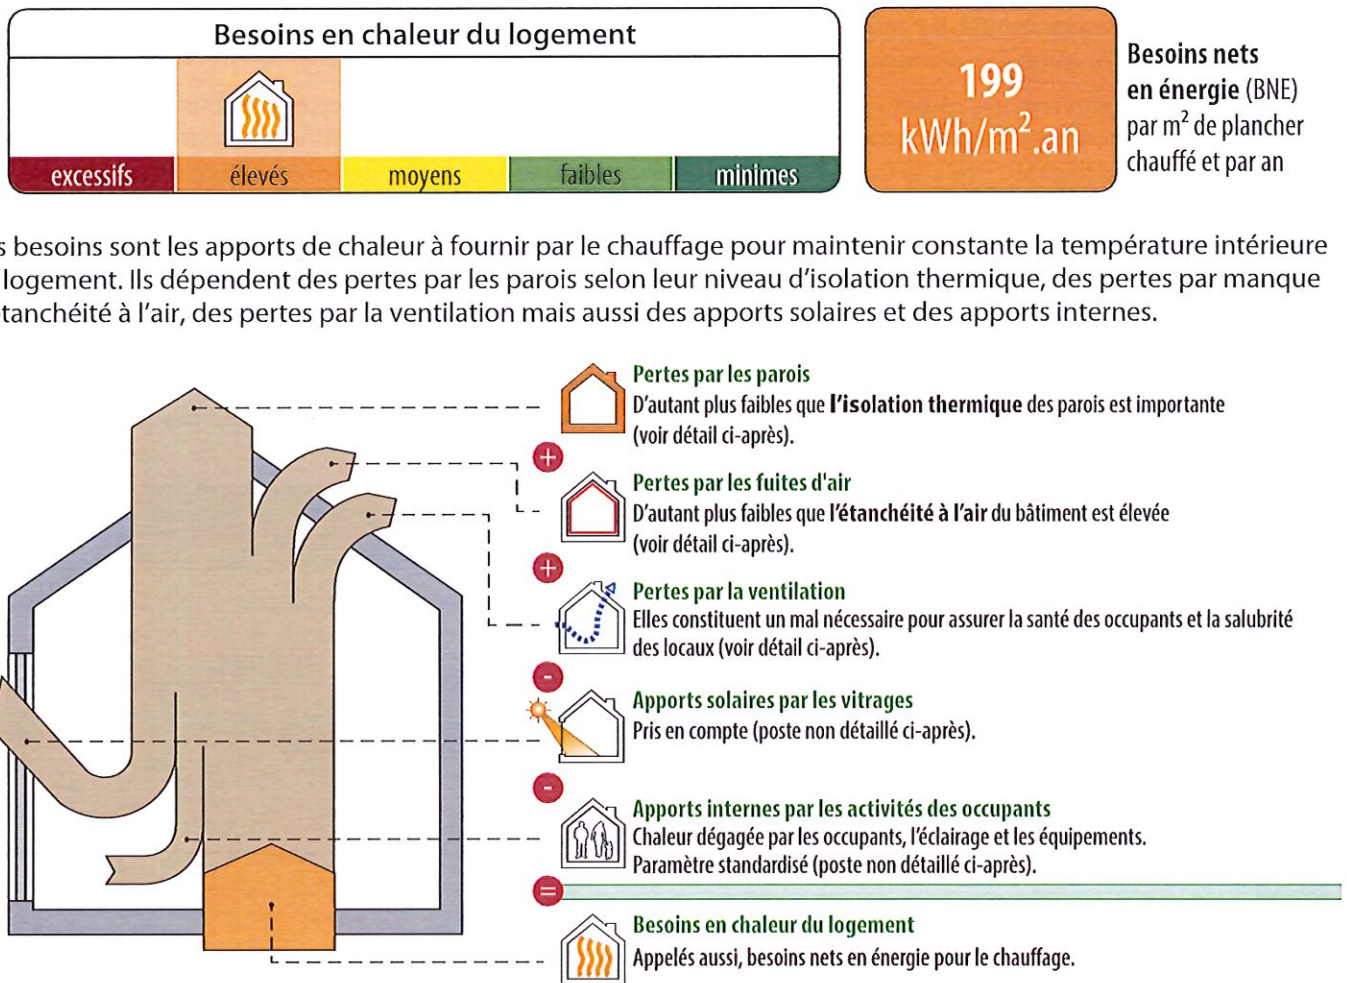 Besoins en chaleur du logement
excessifs
élevés
moyens
faibles
minimes
199
kWh/m².an
Besoins nets
en énergie (BNE)
par m² de plancher
chauffé et par an
besoins sont les apports de chaleur à fournir par le chauffage pour maintenir constante la température intérieure
logement. Ils dépendent des pertes par les parois selon leur niveau d'isolation thermique, des pertes par manque
étanchéité à l'air, des pertes par la ventilation mais aussi des apports solaires et des apports internes.
Pertes par les parois
D'autant plus faibles que l'isolation thermique des parois est importante
(voir détail ci-après).
+
Pertes par les fuites d'air
D'autant plus faibles que l'étanchéité à l'air du bâtiment est élevée
(voir détail ci-après).
+
Pertes par la ventilation
Elles constituent un mal nécessaire pour assurer la santé des occupants et la salubrité
des locaux (voir détail ci-après).
-
Apports solaires par les vitrages
Pris en compte (poste non détaillé ci-après).
-
Apports internes par les activités des occupants
Chaleur dégagée par les occupants, l'éclairage et les équipements.
Paramètre standardisé (poste non détaillé ci-après).
=
Besoins en chaleur du logement
Appelés aussi, besoins nets en énergie pour le chauffage.